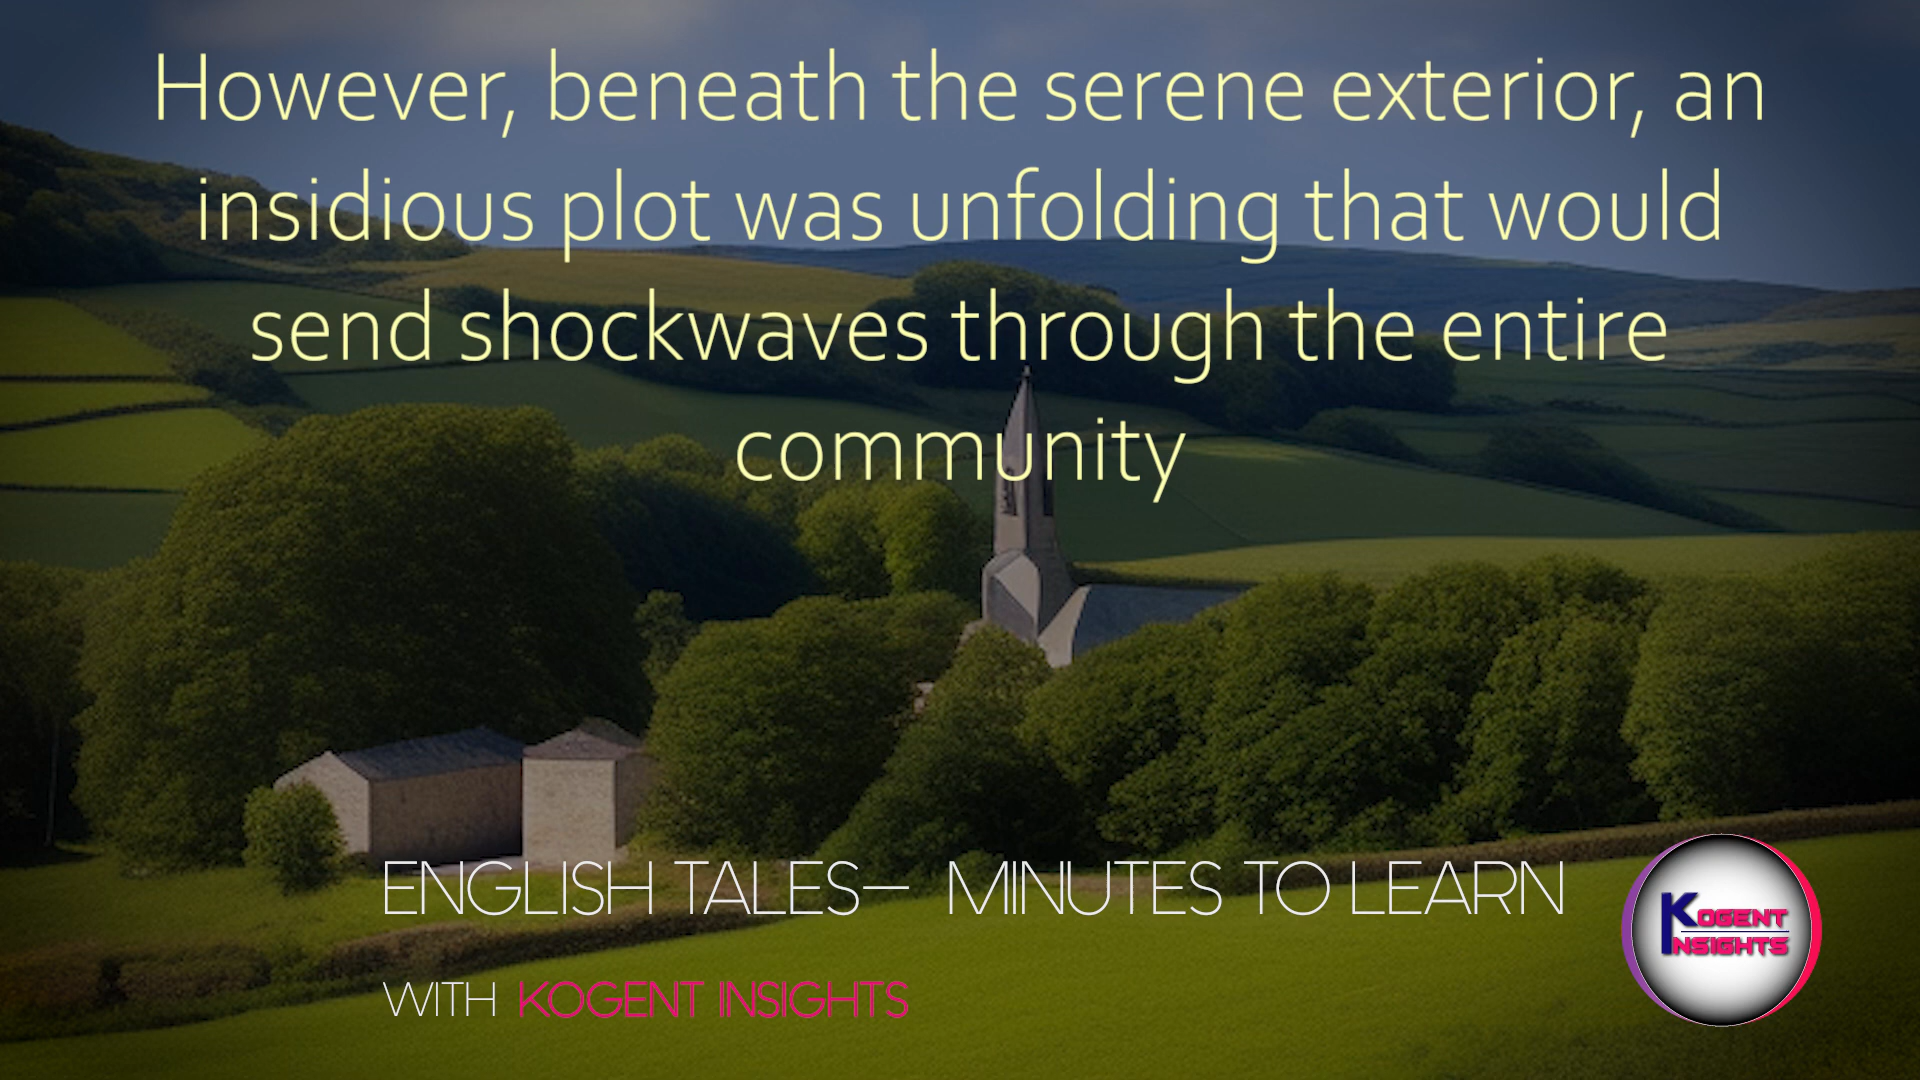 However, beneath the serene exterior, an
insidious plot was unfolding that would
send shockwaves through the entire
community
ENGLISH TALES– MINUTES TO LEARN
WITH KOGENT INSIGHTS
KOGENT
INSIGHTS